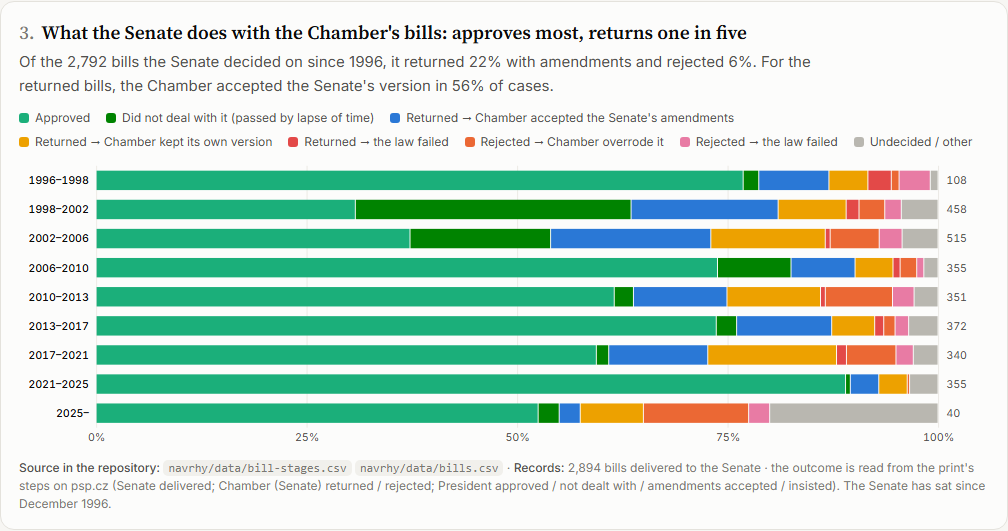 3. What the Senate does with the Chamber's bills: approves most, returns one in five
Of the 2,792 bills the Senate decided on since 1996, it returned 22% with amendments and rejected 6%. For the
returned bills, the Chamber accepted the Senate's version in 56% of cases.
Approved Did not deal with it (passed by lapse of time) Returned → Chamber accepted the Senate's amendments
Returned → Chamber kept its own version Returned → the law failed Rejected → Chamber overrode it Rejected → the law failed Undecided / other
1996–1998 108
1998–2002 458
2002–2006 515
2006–2010 355
2010–2013 351
2013–2017 372
2017–2021 340
2021–2025 355
2025– 40
0% 25% 50% 75% 100%
Source in the repository: navrhy/data/bill-stages.csv navrhy/data/bills.csv · Records: 2,894 bills delivered to the Senate · the outcome is read from the print's
steps on psp.cz (Senate delivered; Chamber (Senate) returned / rejected; President approved / not dealt with / amendments accepted / insisted). The Senate has sat since
December 1996.